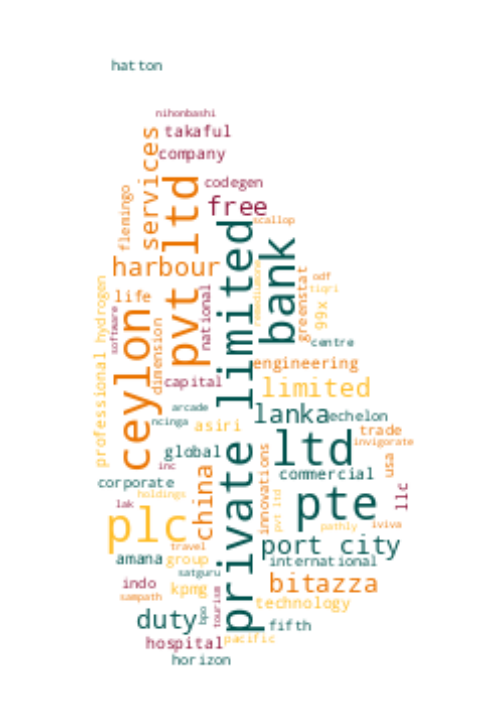 hatton
nihonbashi
takaful
services
company
codegen
flemingo
pvt ltd
free
scallop
private limited
bank
harbour
greenstat
odf
tiqri
life
national
99x
professional
hydrogen
software
ceylon
dimension
centre
engineering
capital
limited
arcade
lanka
echelon
ncinga
asiri
trade
ltd
invigorate
global
inc
commercial
usa
corporate
china
innovations
holdings
pte
llc
lak
plc
pvt ltd
pathly
iviva
travel
port city
amana
group
international
satguru
indo
kpmg
bitazza
sampath
tourism
technology
duty
bpo
fifth
hospital
pacific
horizon